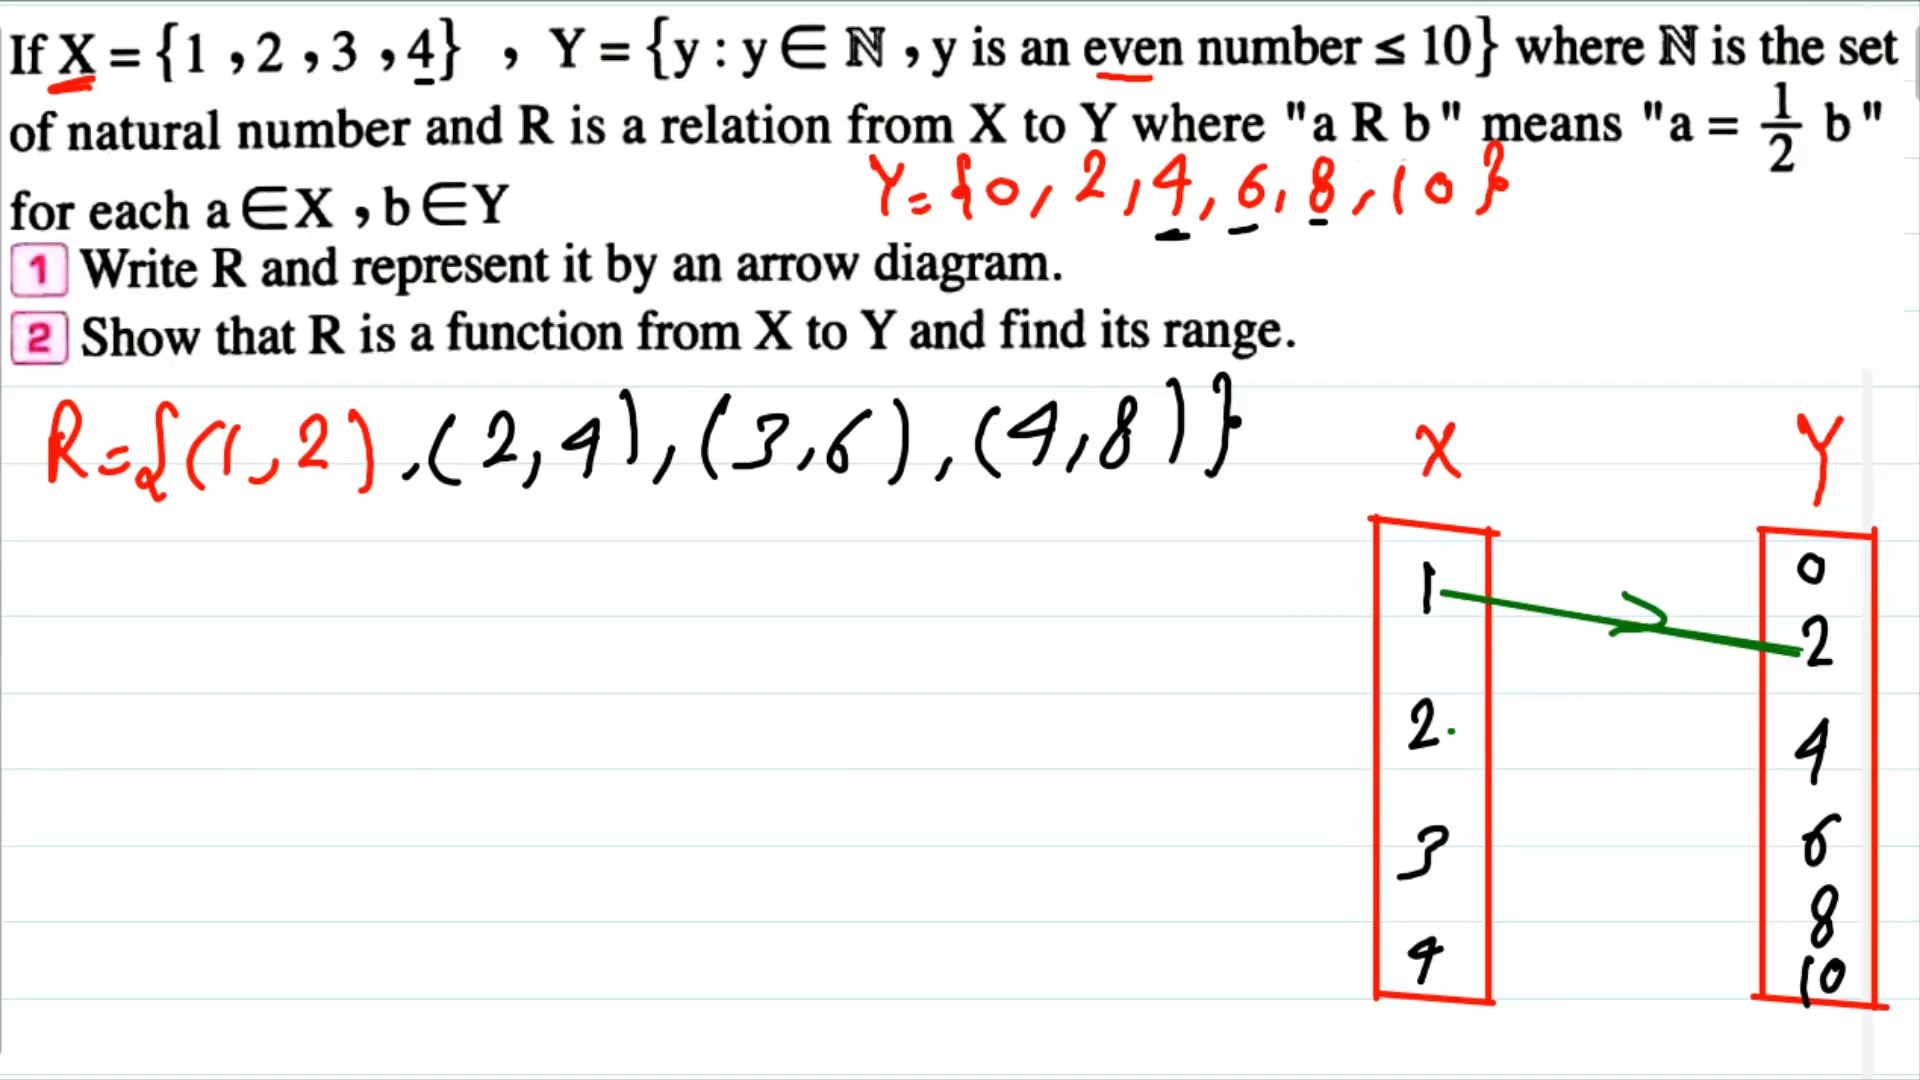 If X = {1 , 2 , 3 , 4} , Y = {y : y ∈ ℕ , y is an even number ≤ 10} where ℕ is the set
of natural number and R is a relation from X to Y where "a R b" means "a = 1/2 b"
for each a ∈ X , b ∈ Y
Y = {0, 2, 4, 6, 8, 10}
1 Write R and represent it by an arrow diagram.
2 Show that R is a function from X to Y and find its range.
R = {(1, 2), (2, 4), (3, 6), (4, 8)}
X Y
1
2
3
4
0
2
4
6
8
10